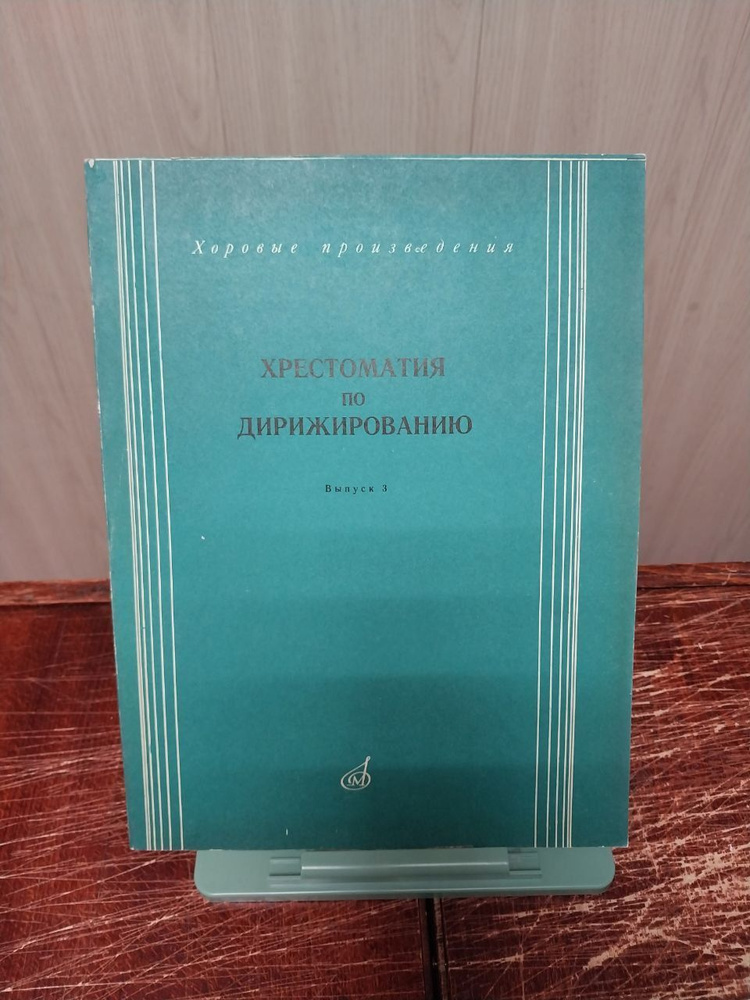 Хоровые произведения
ХРЕСТОМАТИЯ
ПО
ДИРИЖИРОВАНИЮ
Выпуск 3
М